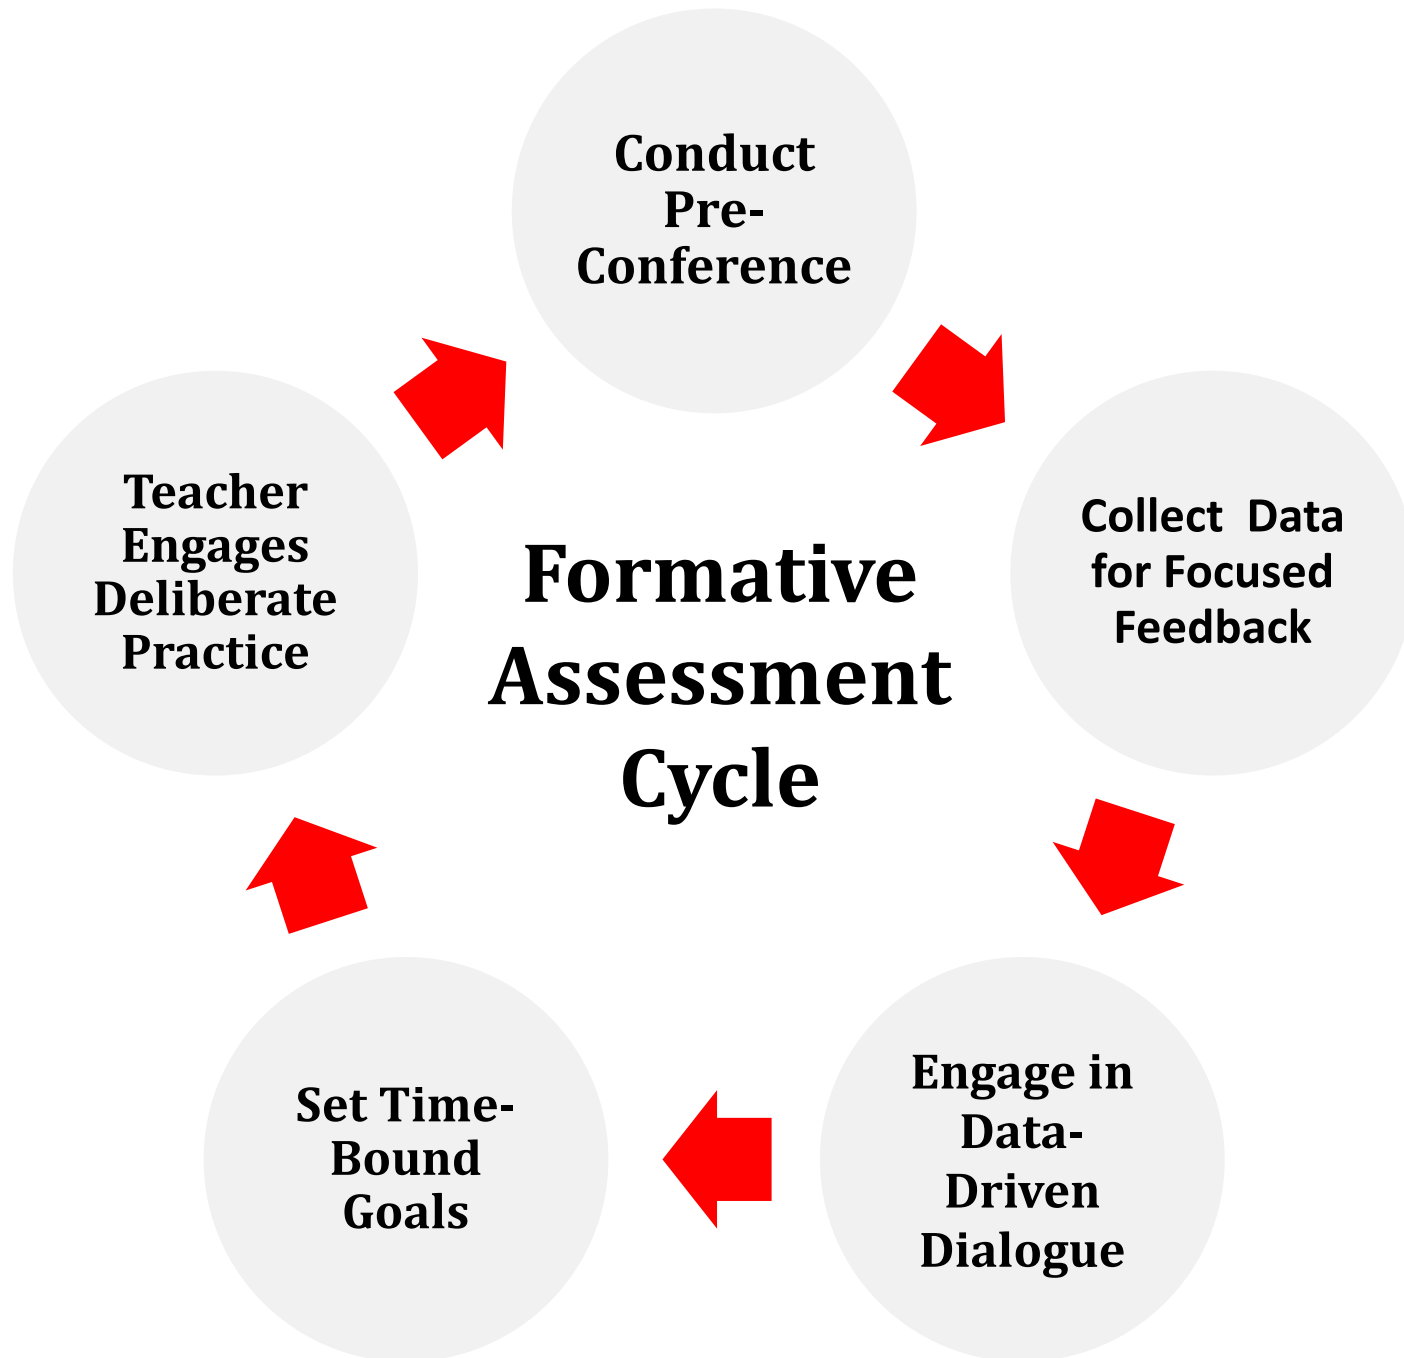 Conduct
Pre-
Conference
Collect  Data
for Focused
Feedback
Engage in
Data-
Driven
Dialogue
Set Time-
Bound
Goals
Teacher
Engages
Deliberate
Practice
Formative
Assessment
Cycle